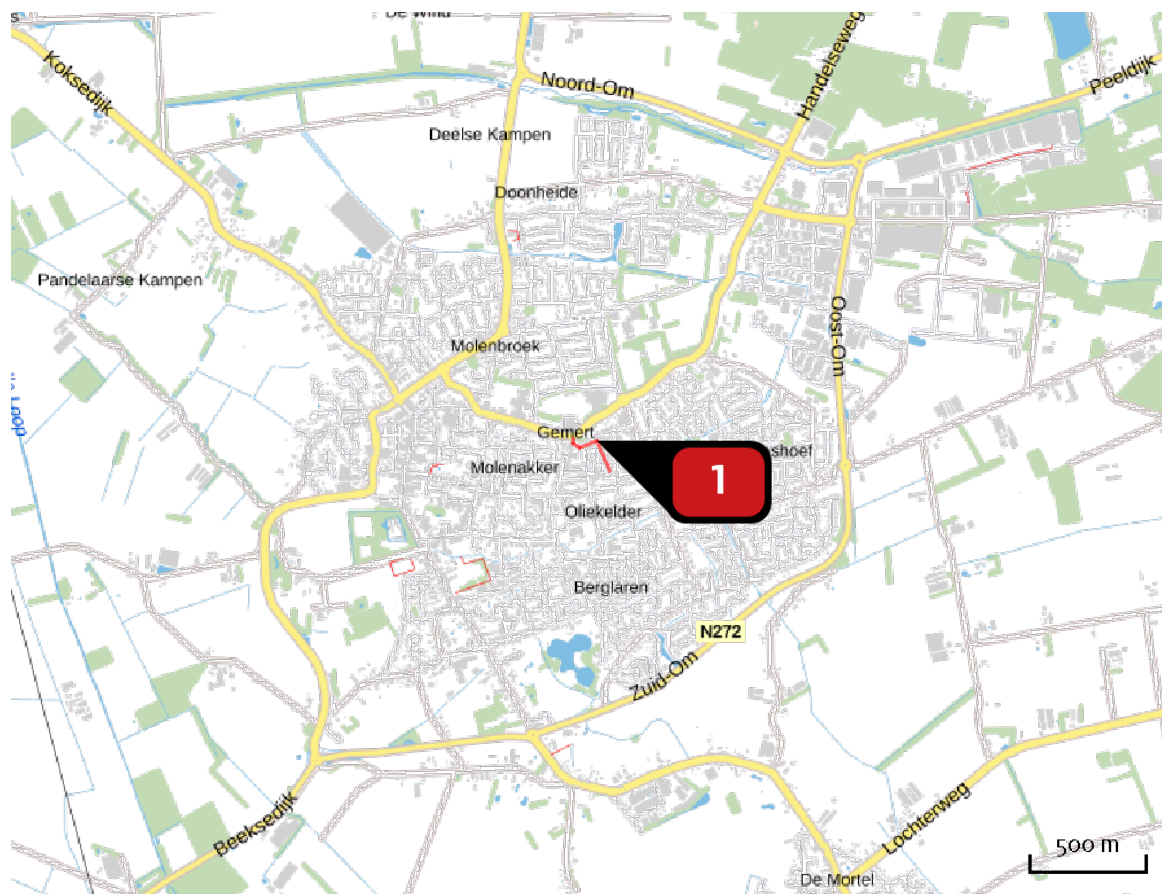 Koksedijk
Noord-Om
Handelseweg
Peeldijk
Deelse Kampen
Doonheide
Pandelaarse Kampen
Oost-Om
Molenbroek
Gemert
Molenakker
1
Oliekelder
Berglaren
N272
Zuid-Om
Beeksedijk
Lochterweg
500 m
De Mortel